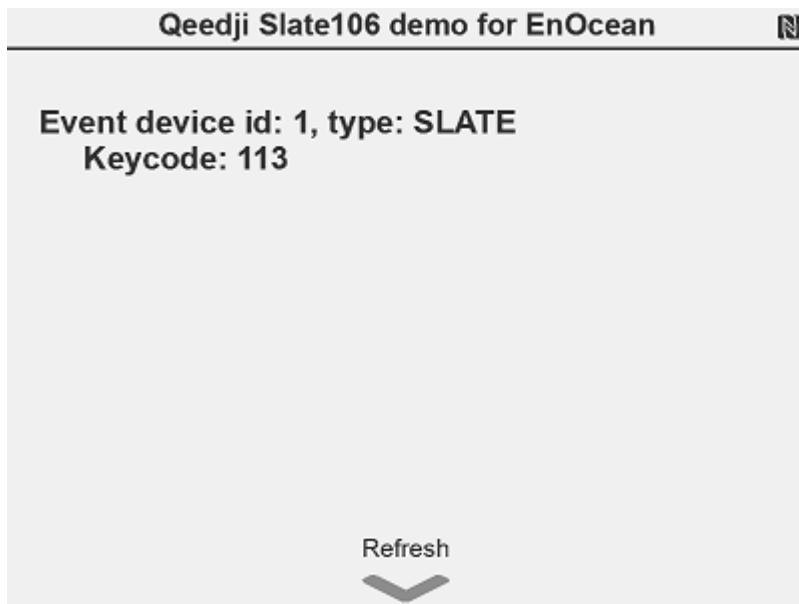 Qeedji Slate106 demo for EnOcean
Event device id: 1, type: SLATE
Keycode: 113
Refresh